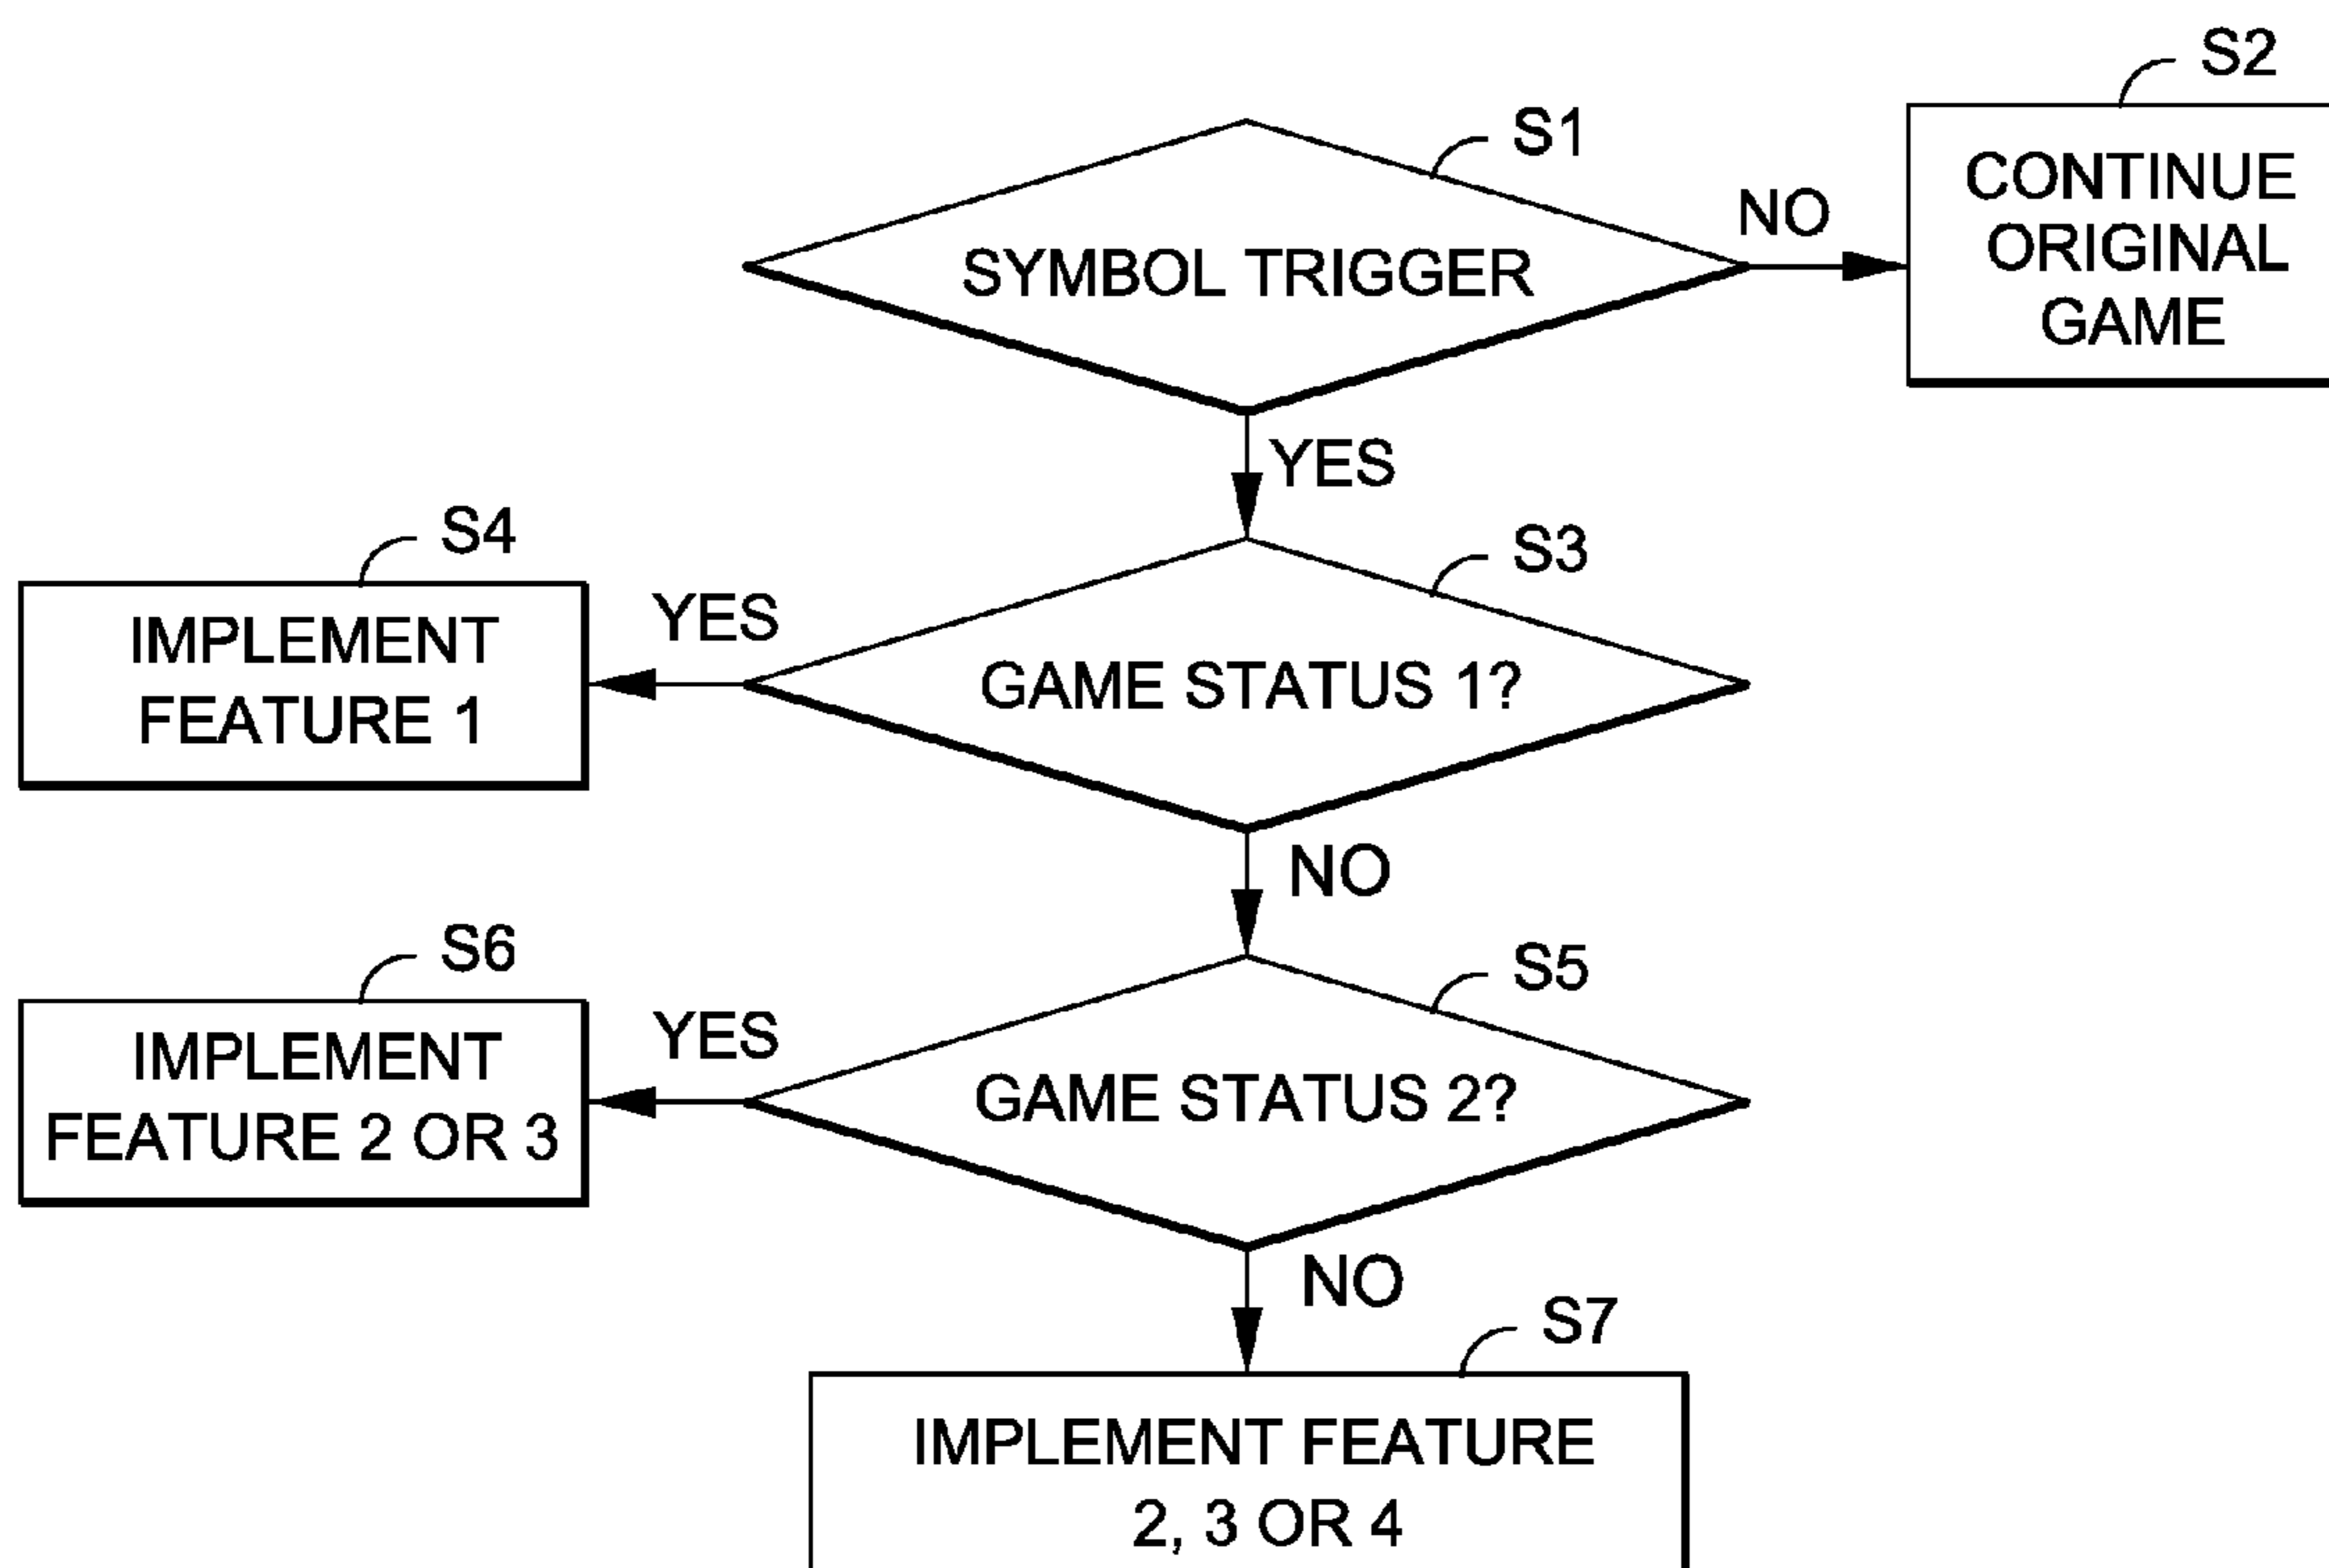 S2
S1
NO
CONTINUE
ORIGINAL
GAME
SYMBOL TRIGGER
YES
S4
S3
YES
IMPLEMENT
FEATURE 1
GAME STATUS 1?
NO
S6
S5
YES
IMPLEMENT
FEATURE 2 OR 3
GAME STATUS 2?
NO
S7
IMPLEMENT FEATURE
2, 3 OR 4